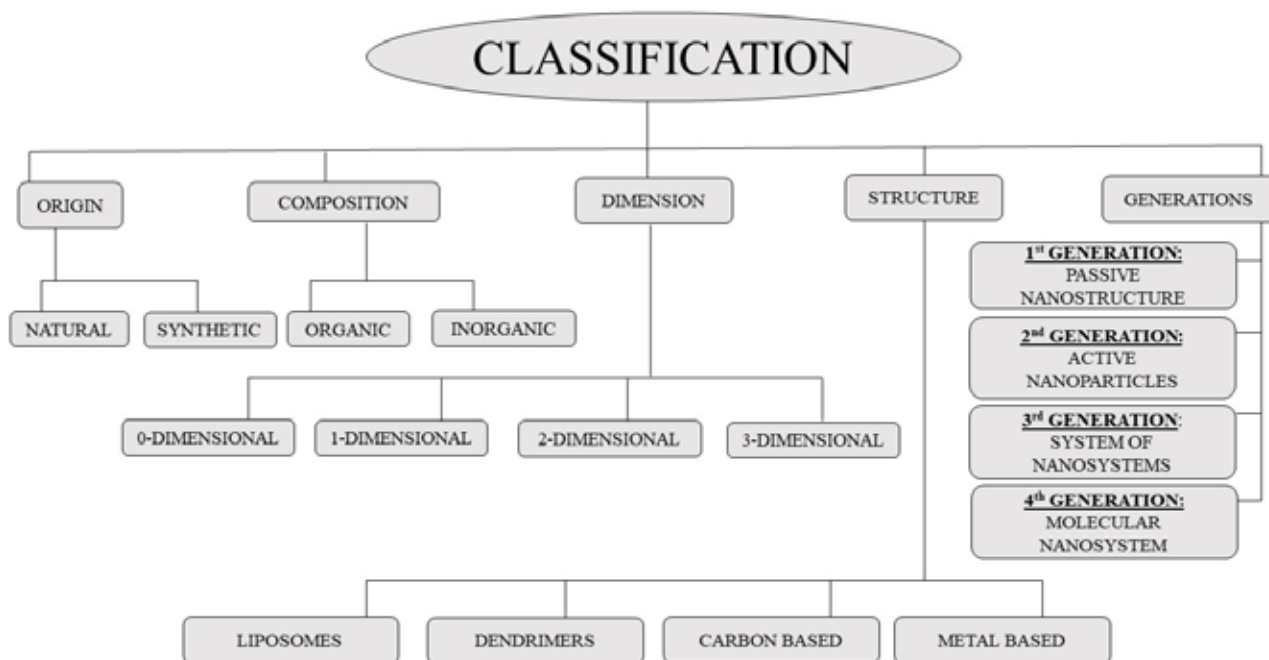 CLASSIFICATION
ORIGIN
COMPOSITION
DIMENSION
STRUCTURE
GENERATIONS
NATURAL
SYNTHETIC
ORGANIC
INORGANIC
0-DIMENSIONAL
1-DIMENSIONAL
2-DIMENSIONAL
3-DIMENSIONAL
1st GENERATION:
PASSIVE
NANOSTRUCTURE
2nd GENERATION:
ACTIVE
NANOPARTICLES
3rd GENERATION:
SYSTEM OF
NANOSYSTEMS
4th GENERATION:
MOLECULAR
NANOSYSTEM
LIPOSOMES
DENDRIMERS
CARBON BASED
METAL BASED